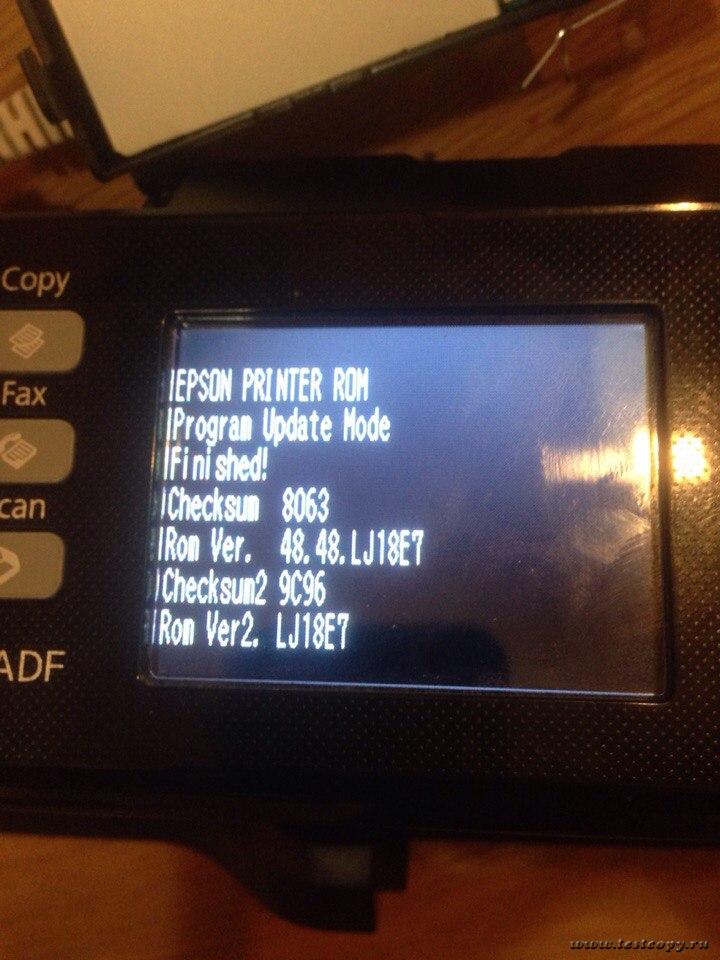 Copy
Fax
can
ADF
EPSON PRINTER ROM
Program Update Mode
Finished!
Checksum 8063
Rom Ver. 48.48.LJ18E7
Checksum2 9C96
Rom Ver2. LJ18E7
www.testcopy.ru